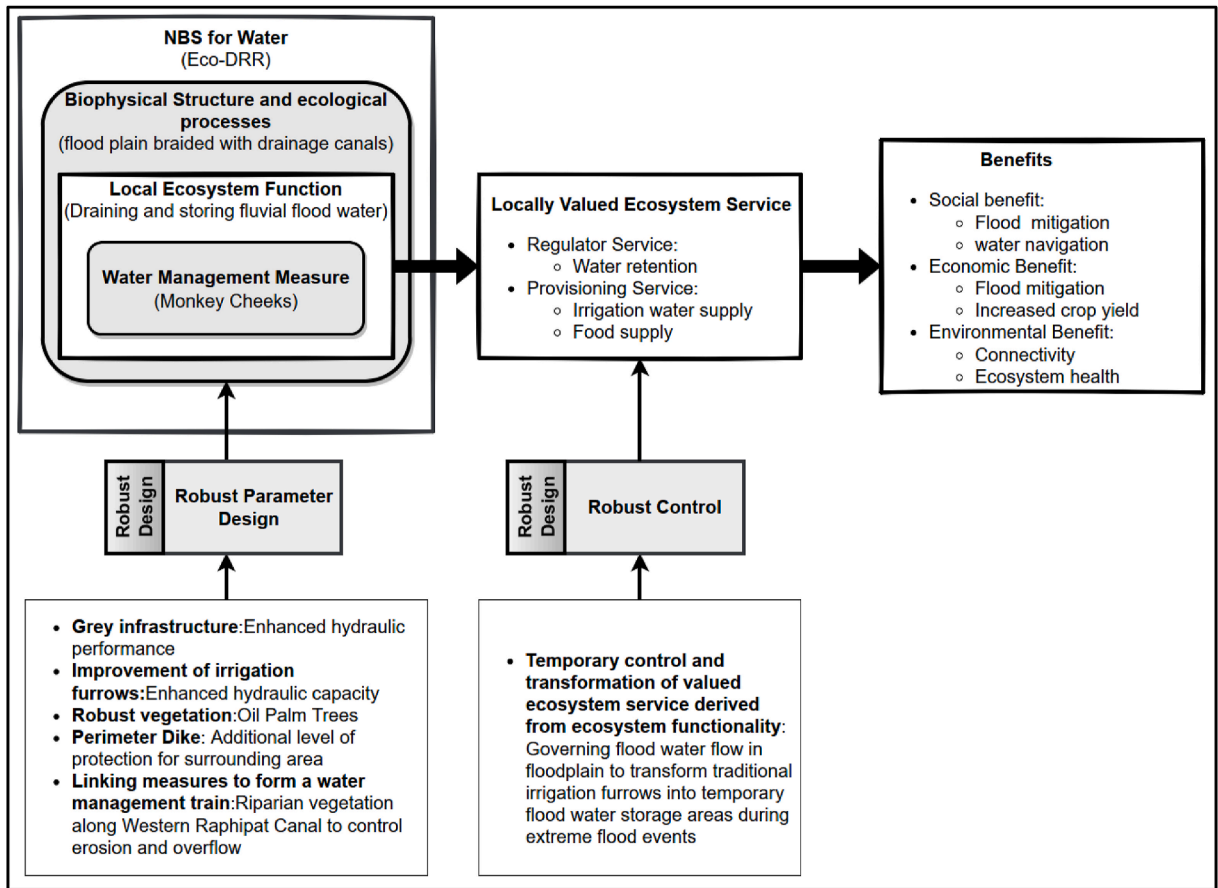 NBS for Water
(Eco-DRR)
Biophysical Structure and ecological
processes
(flood plain braided with drainage canals)
Local Ecosystem Function
(Draining and storing fluvial flood water)
Water Management Measure
(Monkey Cheeks)
Locally Valued Ecosystem Service
• Regulator Service:
○ Water retention
• Provisioning Service:
○ Irrigation water supply
○ Food supply
Benefits
• Social benefit:
○ Flood mitigation
○ water navigation
• Economic Benefit:
○ Flood mitigation
○ Increased crop yield
• Environmental Benefit:
○ Connectivity
○ Ecosystem health
Robust
Design
Robust Parameter
Design
Robust
Design
Robust Control
• Grey infrastructure:Enhanced hydraulic
performance
• Improvement of irrigation
furrows:Enhanced hydraulic capacity
• Robust vegetation:Oil Palm Trees
• Perimeter Dike: Additional level of
protection for surrounding area
• Linking measures to form a water
management train:Riparian vegetation
along Western Raphipat Canal to control
erosion and overflow
• Temporary control and
transformation of valued
ecosystem service derived
from ecosystem functionality:
Governing flood water flow in
floodplain to transform traditional
irrigation furrows into temporary
flood water storage areas during
extreme flood events